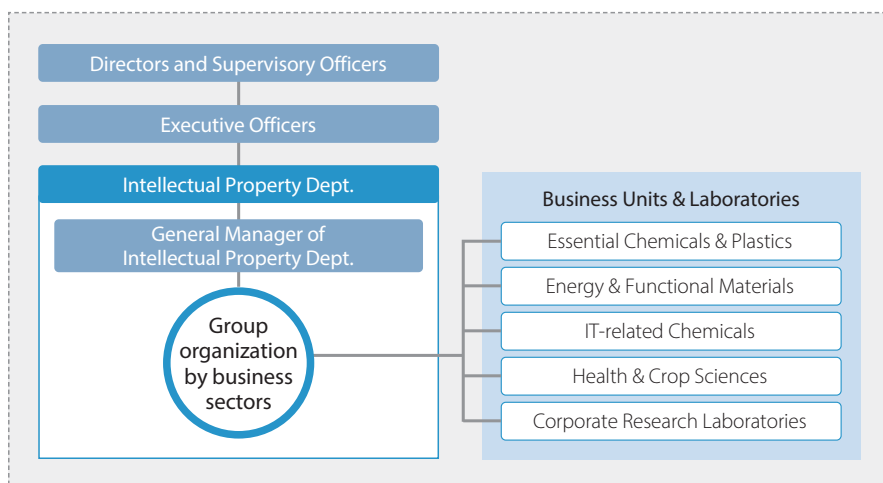 Directors and Supervisory Officers
Executive Officers
Intellectual Property Dept.
General Manager of
Intellectual Property Dept.
Group
organization
by business
sectors
Business Units & Laboratories
Essential Chemicals & Plastics
Energy & Functional Materials
IT-related Chemicals
Health & Crop Sciences
Corporate Research Laboratories